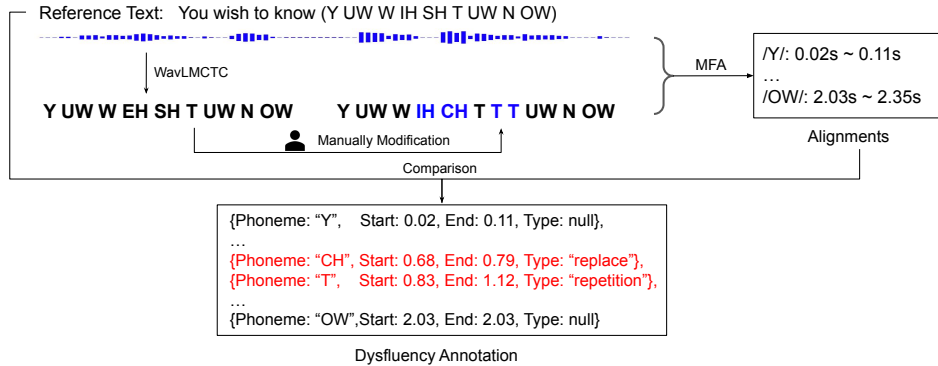 Reference Text: You wish to know (Y UW W IH SH T UW N OW)
WavLMCTC
MFA
/Y/: 0.02s ~ 0.11s
...
/OW/: 2.03s ~ 2.35s
Alignments
Y UW W EH SH T UW N OW
Y UW W IH CH T T T UW N OW
Manually Modification
Comparison
{Phoneme: “Y”, Start: 0.02, End: 0.11, Type: null},
...
{Phoneme: “CH”, Start: 0.68, End: 0.79, Type: “replace”},
{Phoneme: “T”, Start: 0.83, End: 1.12, Type: “repetition”},
...
{Phoneme: “OW”,Start: 2.03, End: 2.03, Type: null}
Dysfluency Annotation